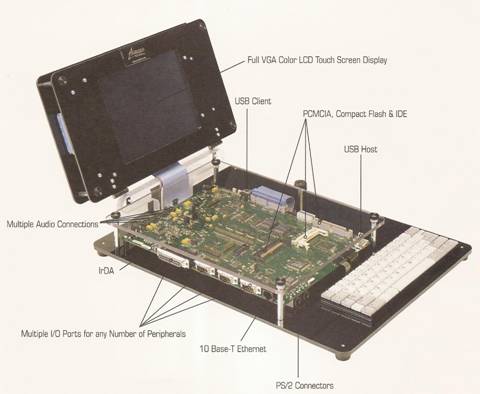 Full VGA Color LCD Touch Screen Display
USB Client
PCMCIA, Compact Flash & IDE
USB Host
Multiple Audio Connections
IrDA
Multiple I/O Ports for any Number of Peripherals
10 Base-T Ethernet
PS/2 Connectors